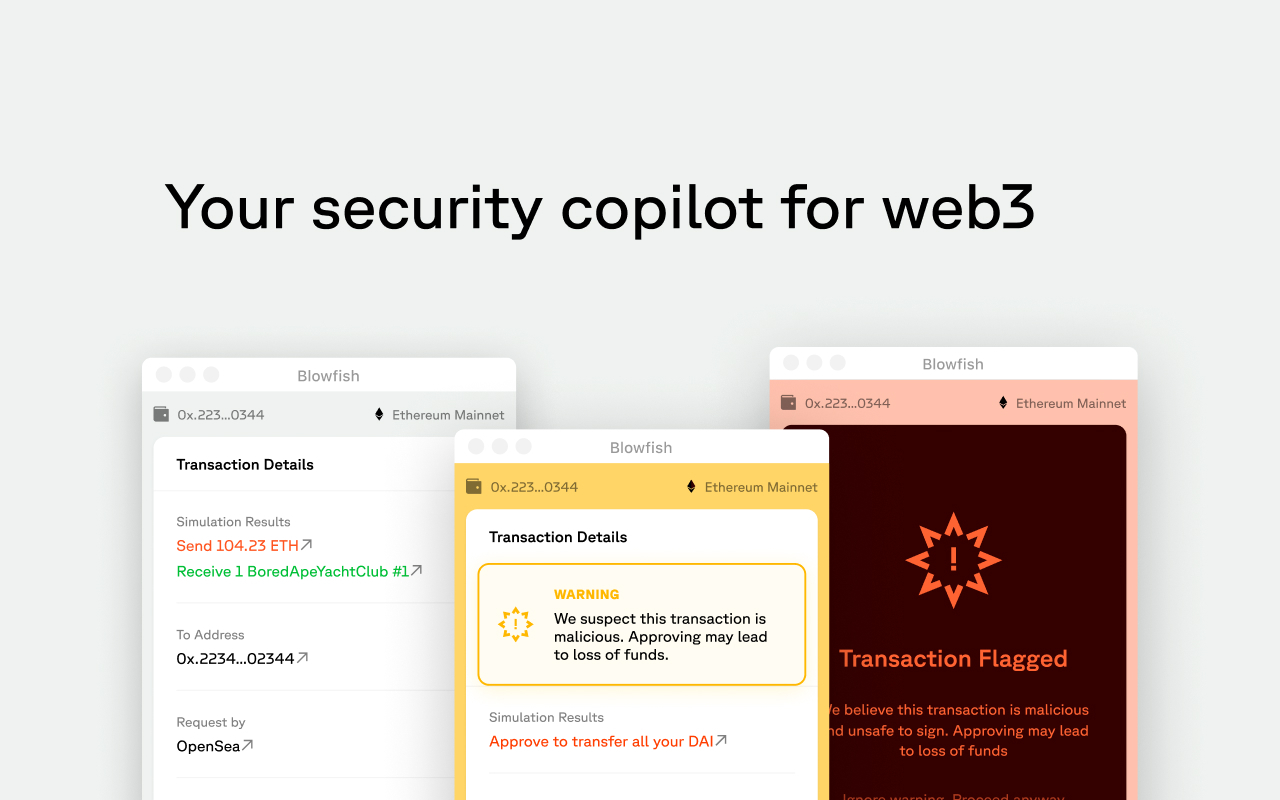 Your security copilot for web3
Blowfish
0x.223...0344
Ethereum Mainnet
Transaction Details
Simulation Results
Send 104.23 ETH
Receive 1 BoredApeYachtClub #1
To Address
0x.2234...02344
Request by
OpenSea
Blowfish
0x.223...0344
Ethereum Mainnet
Transaction Details
WARNING
We suspect this transaction is
malicious. Approving may lead
to loss of funds.
Simulation Results
Approve to transfer all your DAI
Blowfish
0x.223...0344
Ethereum Mainnet
!
Transaction Flagged
We believe this transaction is malicious
and unsafe to sign. Approving may lead
to loss of funds
Ignore warning. Proceed anyway